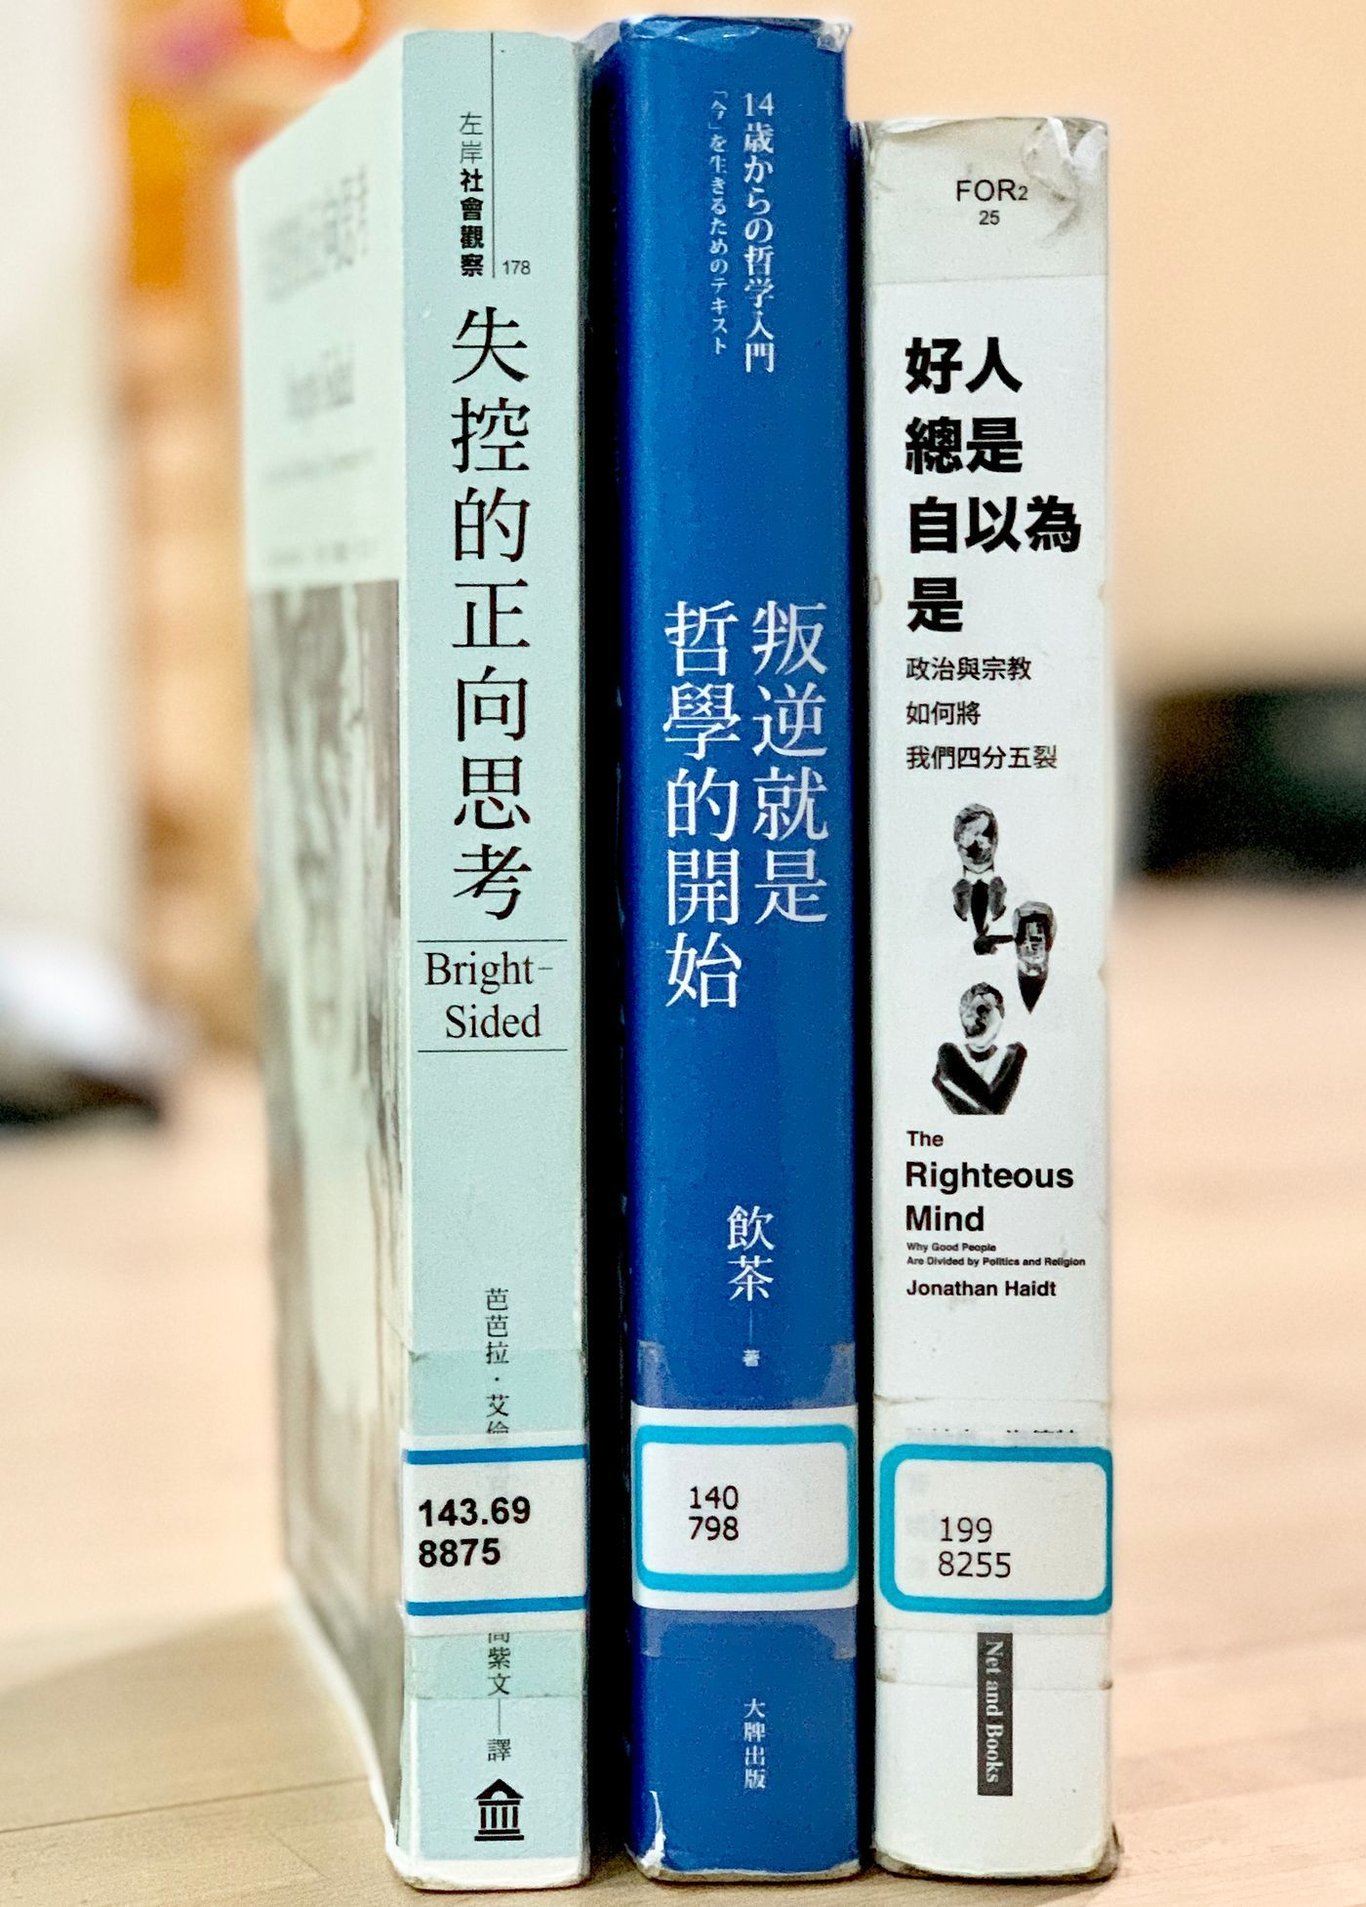 左岸社會觀察
178
失控的正向思考
Bright-
Sided
芭芭拉·艾倫
143.69
8875
紫文
譯
14歳からの哲学入門
「今」を生きるためのテキスト
叛逆就是
哲學的開始
飲茶
著
140
798
大牌出版
FOR2
25
好人
總是
自以為
是
政治與宗教
如何將
我們四分五裂
The
Righteous
Mind
Why Good People
Are Divided by Politics and Religion
Jonathan Haidt
199
8255
Net and Books